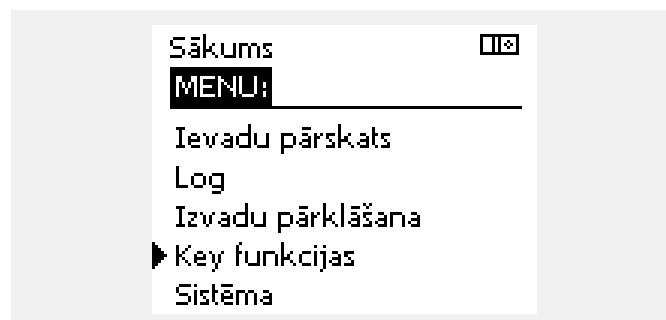 Sākums
MENU:
Ievadu pārskats
Log
Izvadu pārklāšana
Key funkcijas
Sistēma